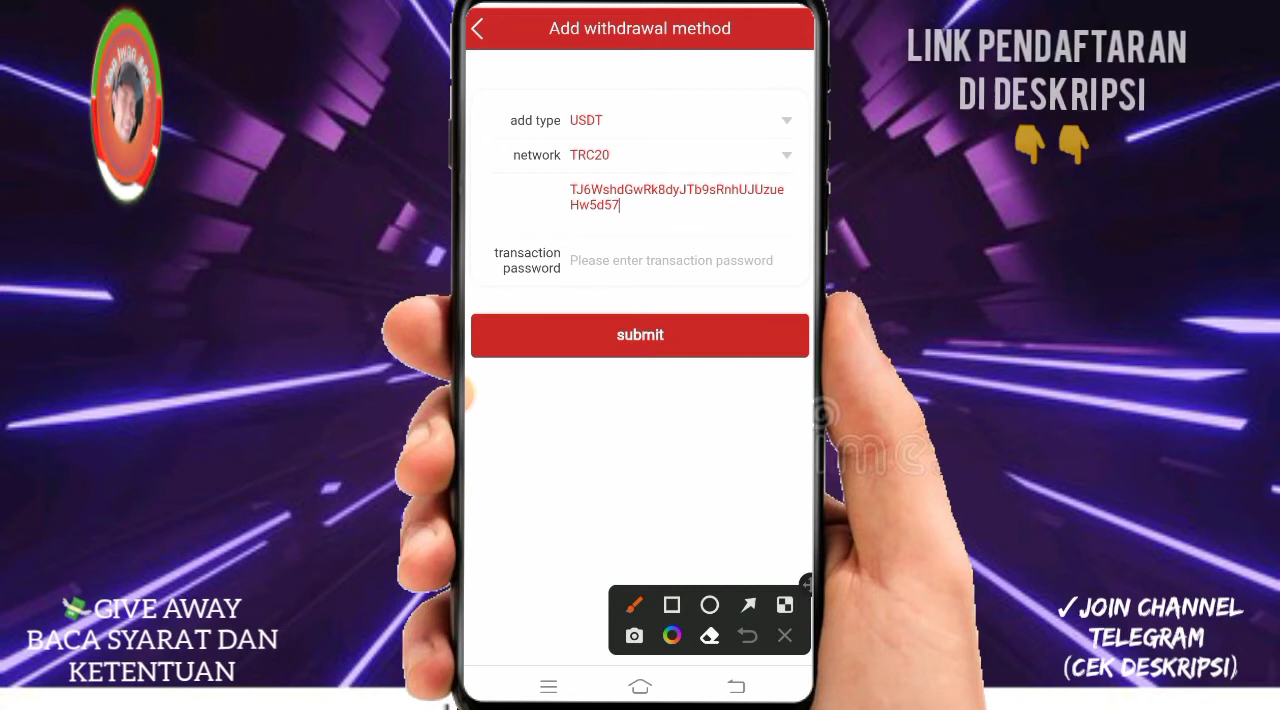 Add withdrawal method
LINK PENDAFTARAN
DI DESKRIPSI
add type USDT
network TRC20
TJ6WshdGwRk8dyJTb9sRnhUJUzue
Hw5d57
transaction
password
Please enter transaction password
submit
GIVE AWAY
BACA SYARAT DAN
KETENTUAN
✓JOIN CHANNEL
TELEGRAM
(CEK DESKRIPSI)